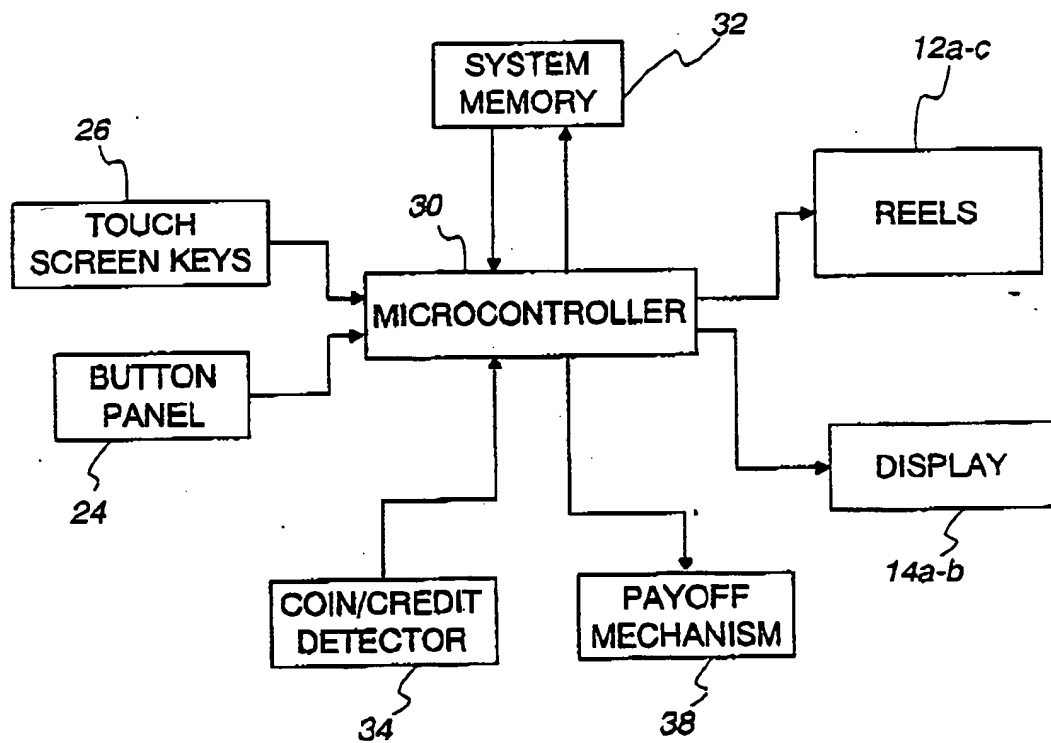 32
SYSTEM
MEMORY
12a-c
26
REELS
TOUCH
SCREEN KEYS
30
MICROCONTROLLER
BUTTON
PANEL
24
DISPLAY
14a-b
COIN/CREDIT
DETECTOR
34
PAYOFF
MECHANISM
38